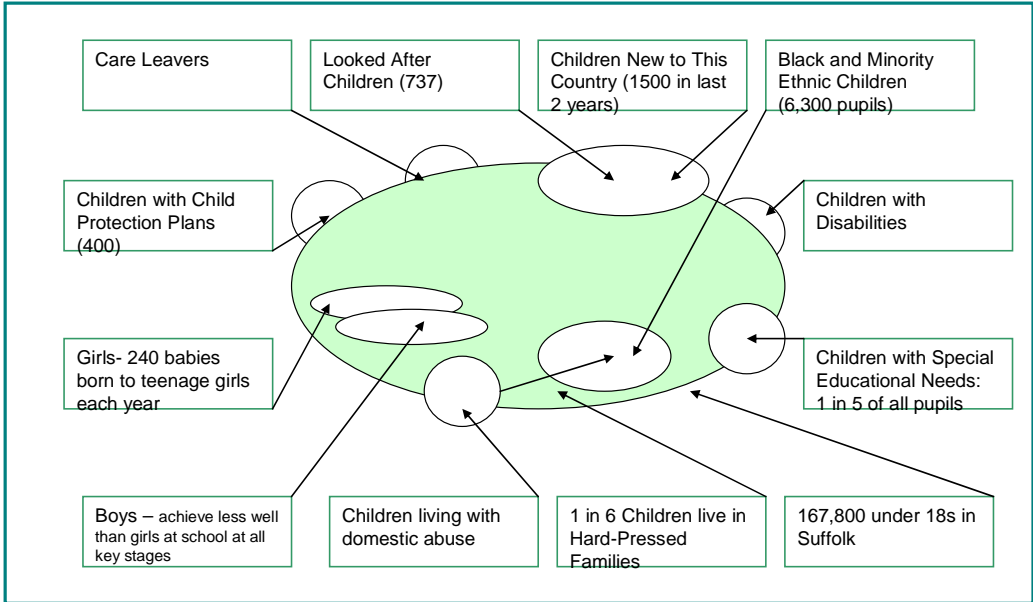 Care Leavers
Looked After
Children (737)
Children New to This
Country (1500 in last
2 years)
Black and Minority
Ethnic Children
(6,300 pupils)
Children with Child
Protection Plans
(400)
Children with
Disabilities
Girls- 240 babies
born to teenage girls
each year
Children with Special
Educational Needs:
1 in 5 of all pupils
Boys – achieve less well
than girls at school at all
key stages
Children living with
domestic abuse
1 in 6 Children live in
Hard-Pressed
Families
167,800 under 18s in
Suffolk